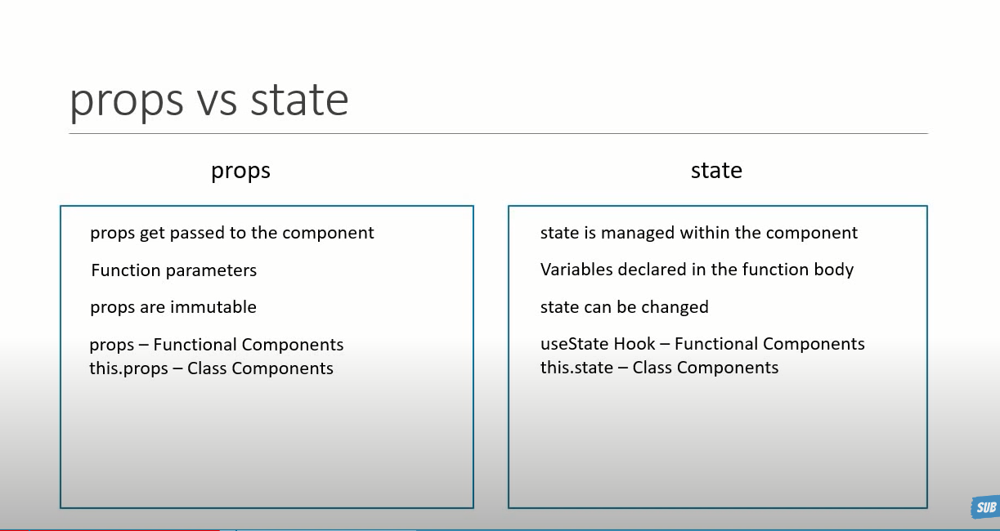 props vs state
props
props get passed to the component
Function parameters
props are immutable
props – Functional Components
this.props – Class Components
state
state is managed within the component
Variables declared in the function body
state can be changed
useState Hook – Functional Components
this.state – Class Components
SUB